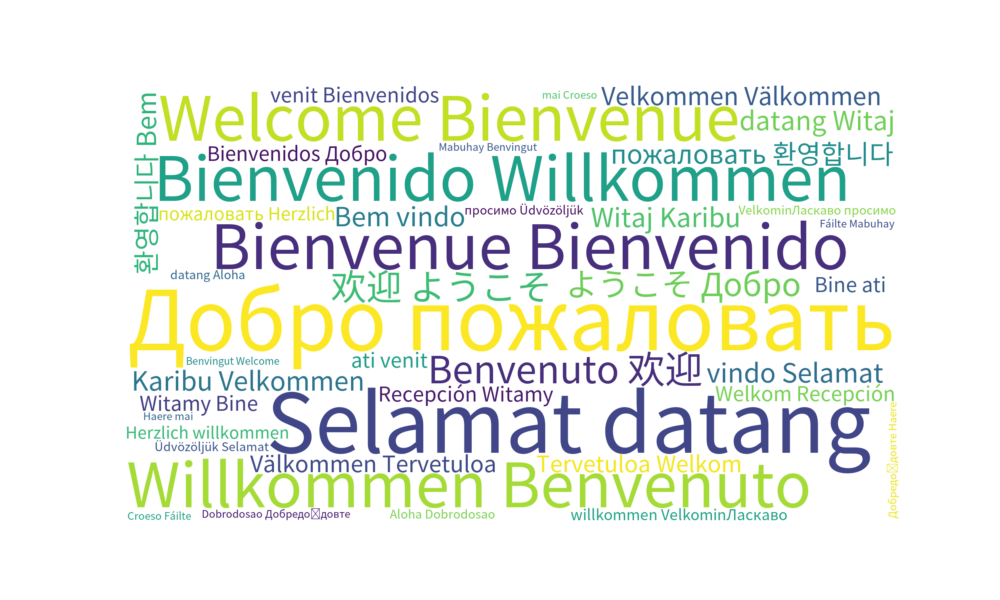 venit Bienvenidos
mai Croeso
Velkommen Välkommen
Welcome Bienvenue
datang Witaj
Bienvenidos Добро
Mabuhay Benvingut
пожаловать 환영합니다
환영합니다 Bem
Bienvenido Willkommen
пожаловать Herzlich
Bem vindo
просимо Üdvözöljük
Witaj Karibu
VelkominЛаскаво просимо
Fáilte Mabuhay
Bienvenue Bienvenido
datang Aloha
欢迎 ようこそ
ようこそ Добро
Bine ati
Добро пожаловать
Benvingut Welcome
ati venit
Benvenuto 欢迎
vindo Selamat
Karibu Velkommen
Recepción Witamy
Welkom Recepción
Witamy Bine
Selamat datang
Haere mai
Herzlich willkommen
Üdvözöljük Selamat
Välkommen Tervetuloa
Tervetuloa Welkom
Willkommen Benvenuto
Добредо довте Haere
Croeso Fáilte
Dobrodosao Добредо довте
Aloha Dobrodosao
willkommen VelkominЛаскаво